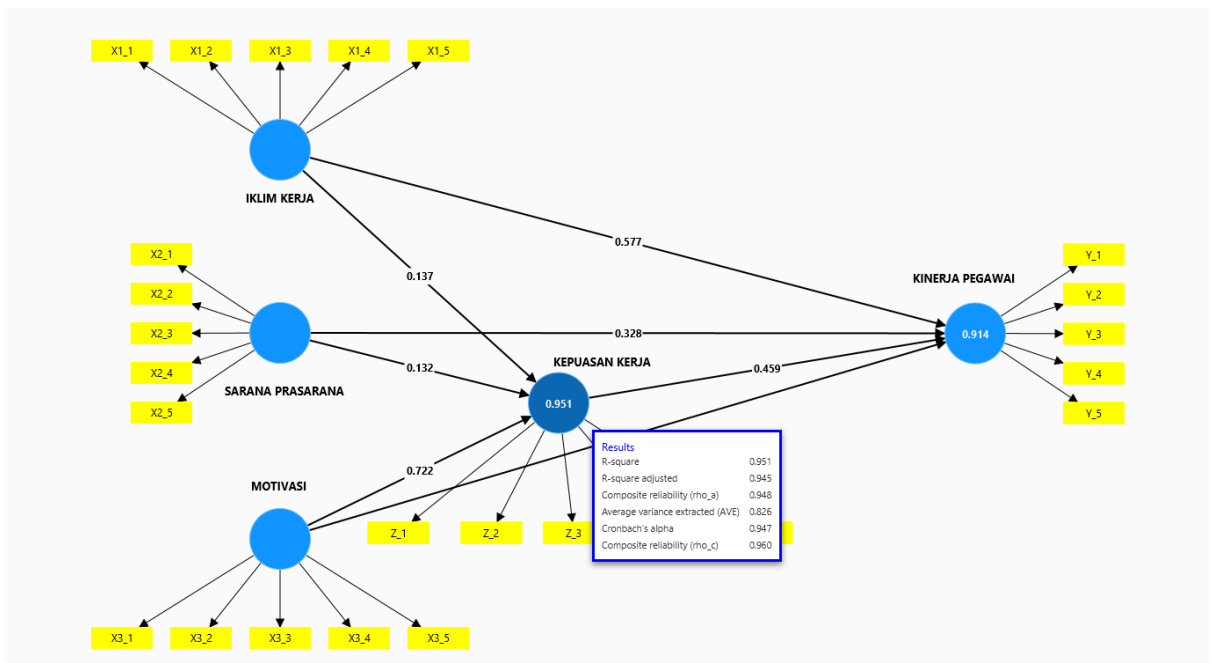 X1_1 X1_2 X1_3 X1_4 X1_5
IKLIM KERJA
X2_1
X2_2
X2_3
X2_4
X2_5
SARANA PRASARANA
MOTIVASI
X3_1 X3_2 X3_3 X3_4 X3_5
0.577
0.137
0.328
0.132
0.459
0.722
KEPUASAN KERJA
0.951
Z_1 Z_2 Z_3
Results
R-square 0.951
R-square adjusted 0.945
Composite reliability (rho_a) 0.948
Average variance extracted (AVE) 0.826
Cronbach's alpha 0.947
Composite reliability (rho_c) 0.960
KINERJA PEGAWAI
0.914
Y_1
Y_2
Y_3
Y_4
Y_5